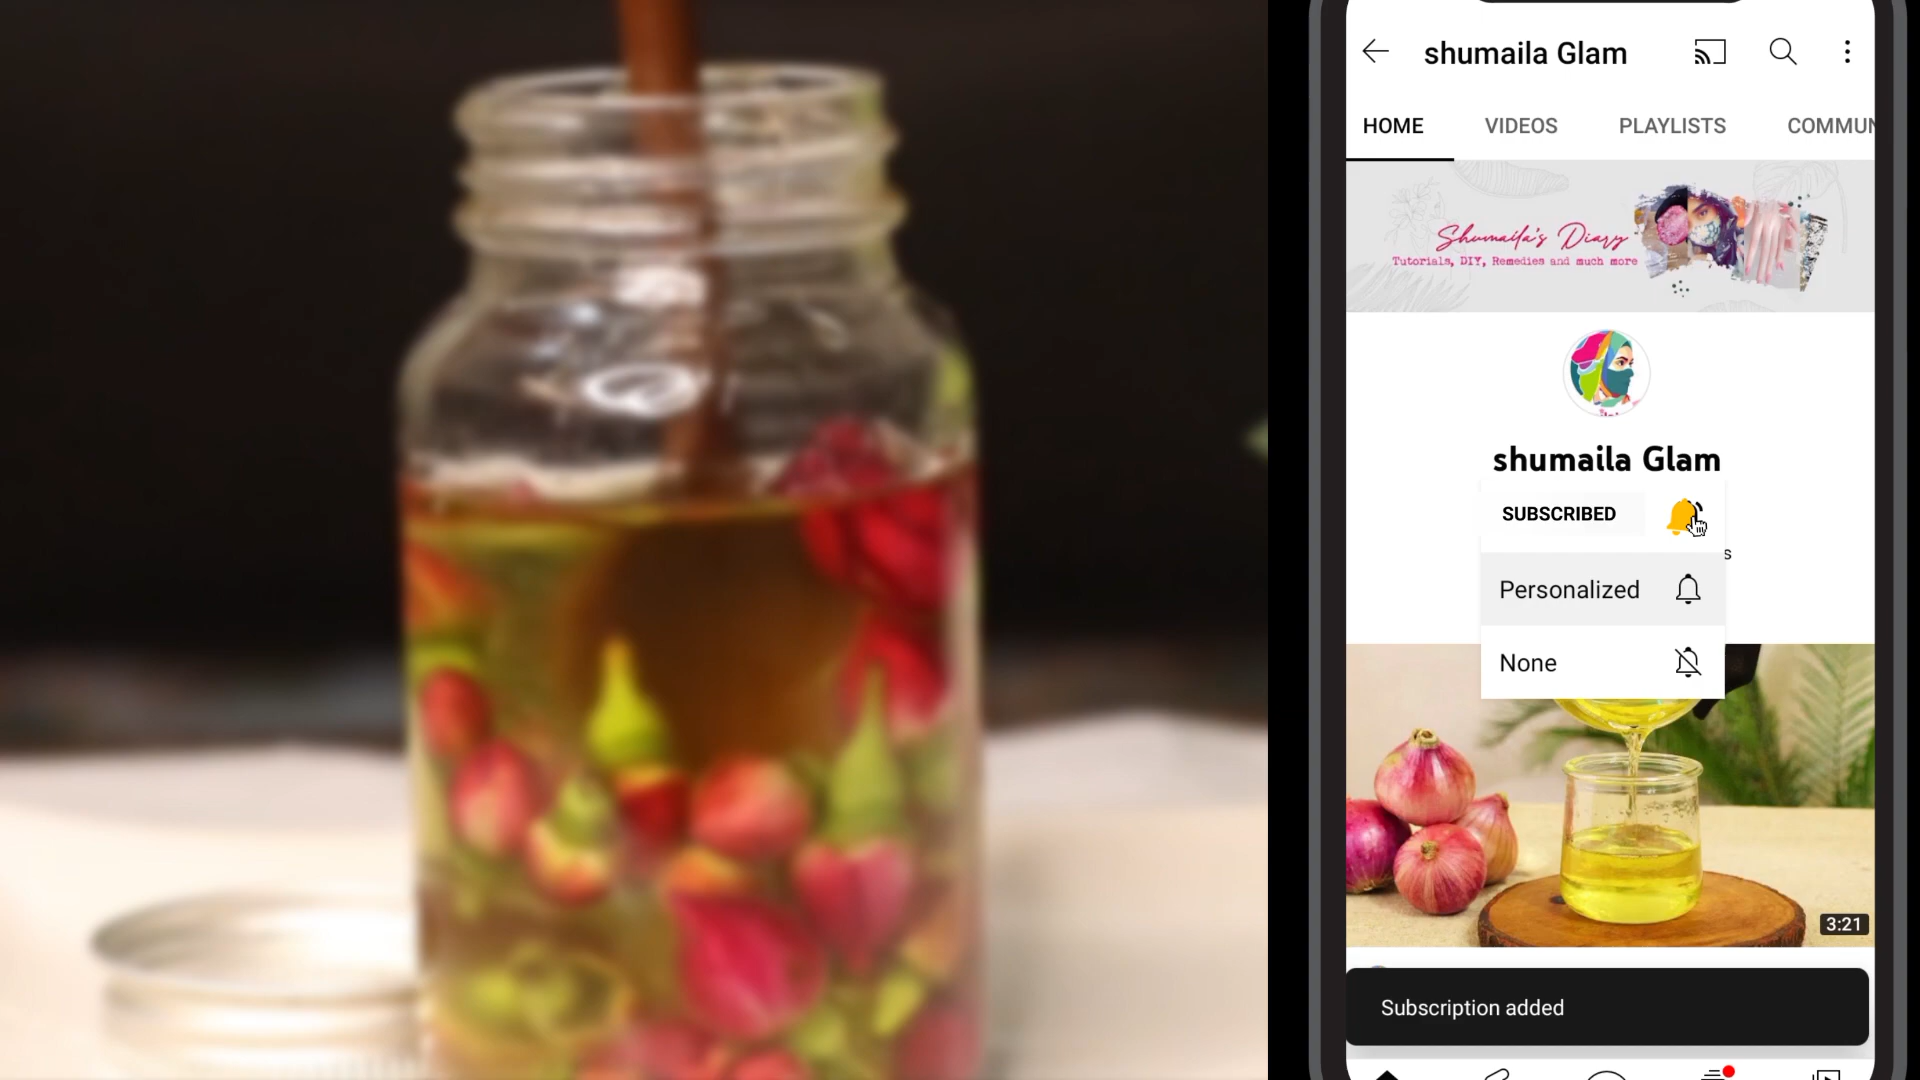 shumaila Glam
HOME VIDEOS PLAYLISTS COMMUN
Shumaila's Diary
Tutorials, DIY, Remedies and much more
shumaila Glam
SUBSCRIBED
s
Personalized
None
3:21
Subscription added